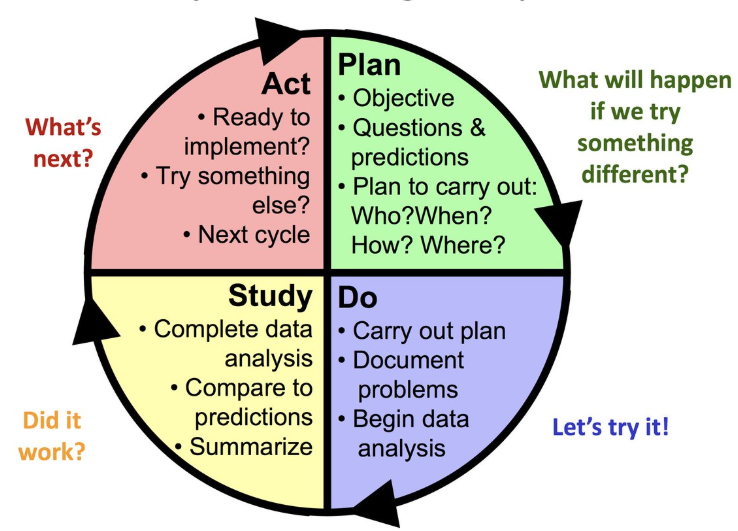 Act
• Ready to
implement?
• Try something
else?
• Next cycle
Plan
• Objective
• Questions &
predictions
• Plan to carry out:
Who?When?
How? Where?
What will happen
if we try
something
different?
What's
next?
Study
• Complete data
analysis
• Compare to
predictions
• Summarize
Do
• Carry out plan
• Document
problems
• Begin data
analysis
Let's try it!
Did it
work?